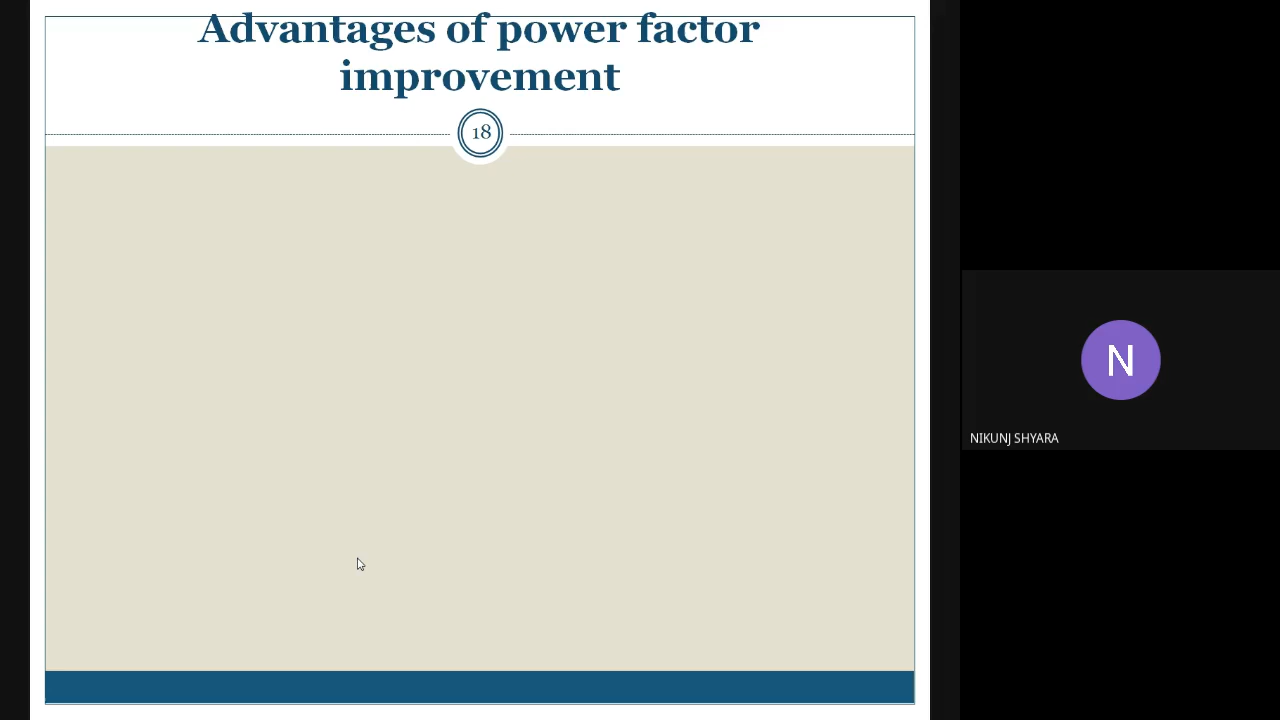 Advantages of power factor
improvement
18
N
NIKUNJ SHYARA